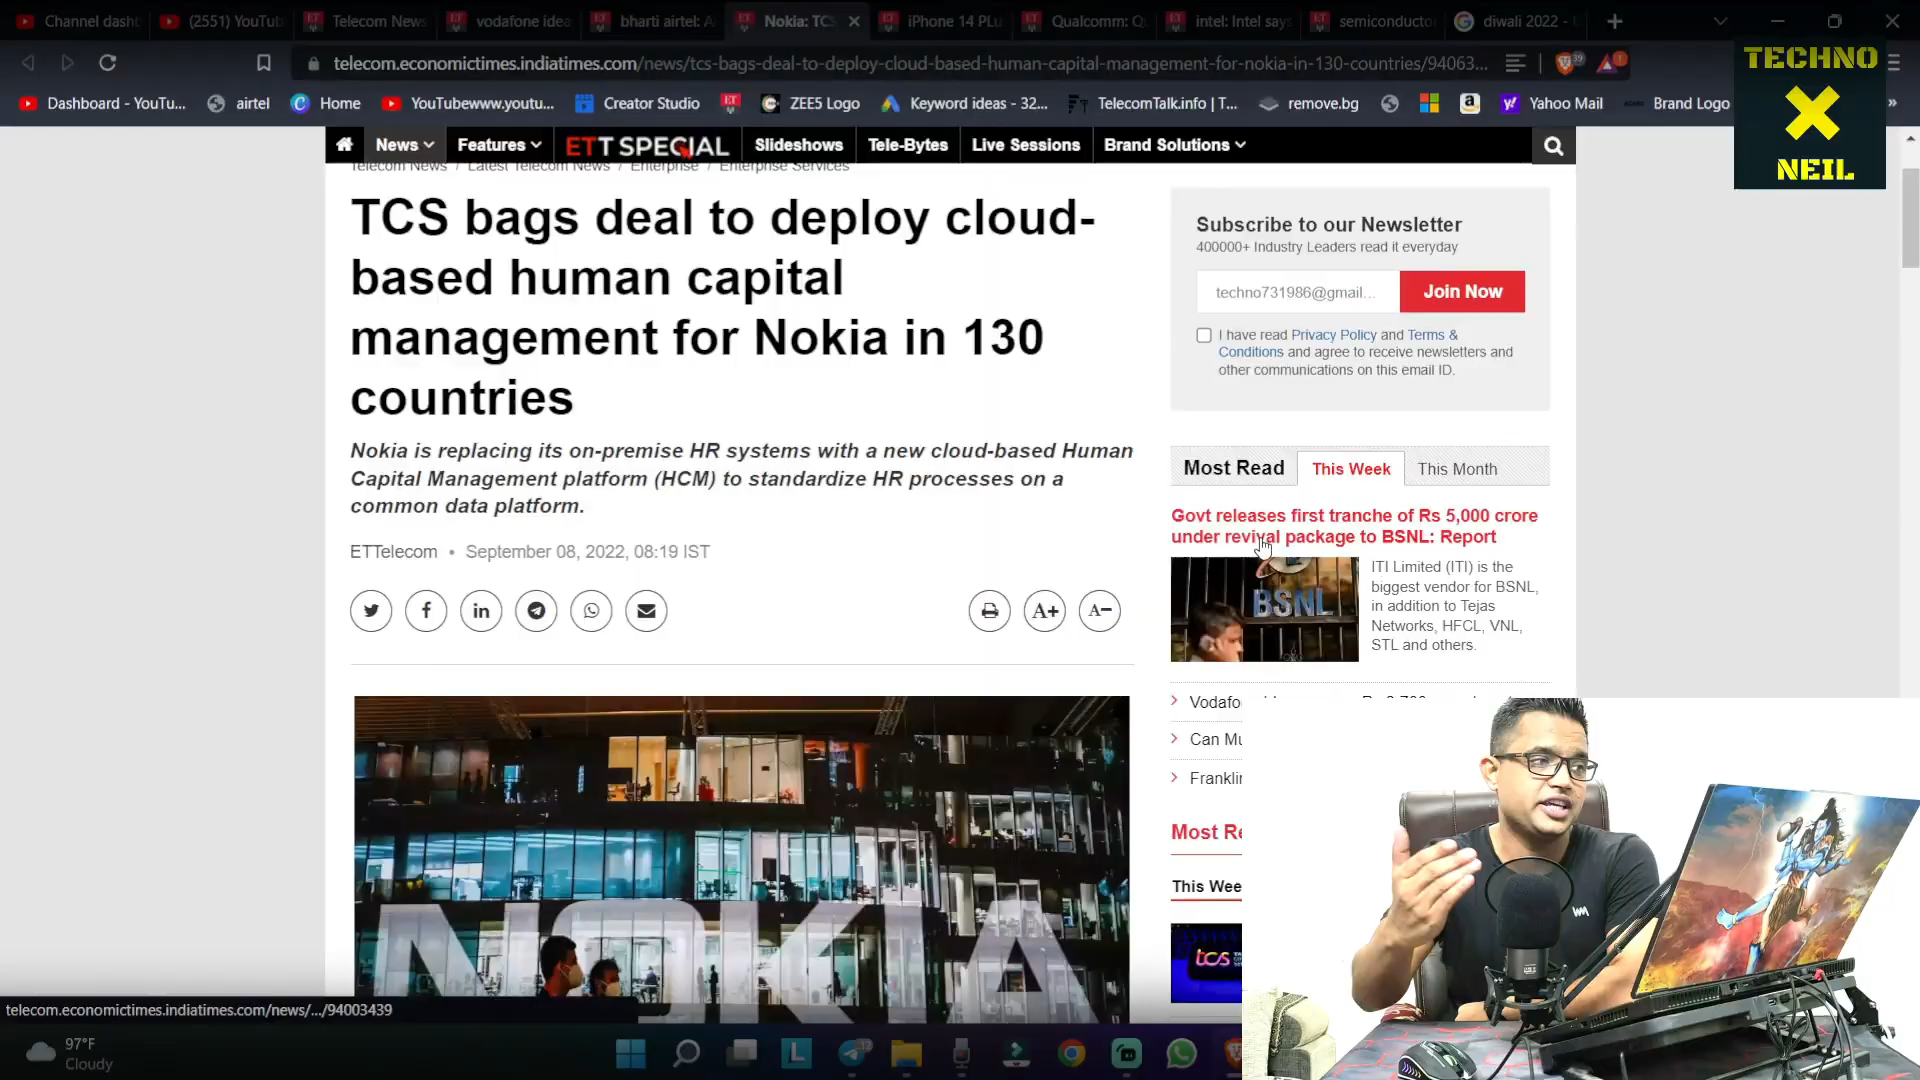 Channel dash
(2551) YouTub
Telecom News
vodafone idea
bharti airtel: A
Nokia: TCS
iPhone 14 PLu
Qualcomm: Q
intel: Intel says
semiconducto
diwali 2022 -
telecom.economictimes.indiatimes.com/news/tcs-bags-deal-to-deploy-cloud-based-human-capital-management-for-nokia-in-130-countries/94063...
Dashboard - YouTu...
airtel
Home
YouTubewww.youtu...
Creator Studio
ZEE5 Logo
Keyword ideas - 32...
TelecomTalk.info | T...
remove.bg
Yahoo Mail
Brand Logo
TECHNO
X
NEIL
News
Features
ETT SPECIAL
Slideshows
Tele-Bytes
Live Sessions
Brand Solutions
Telecom News / Latest Telecom News / Enterprise / Enterprise Services
TCS bags deal to deploy cloud-
based human capital
management for Nokia in 130
countries
Nokia is replacing its on-premise HR systems with a new cloud-based Human
Capital Management platform (HCM) to standardize HR processes on a
common data platform.
ETTelecom • September 08, 2022, 08:19 IST
A+
A-
NOKIA
Subscribe to our Newsletter
400000+ Industry Leaders read it everyday
techno731986@gmail...
Join Now
I have read Privacy Policy and Terms &
Conditions and agree to receive newsletters and
other communications on this email ID.
Most Read
This Week
This Month
Govt releases first tranche of Rs 5,000 crore
under revival package to BSNL: Report
BSNL
ITI Limited (ITI) is the
biggest vendor for BSNL,
in addition to Tejas
Networks, HFCL, VNL,
STL and others.
Vodafo
Can Mu
Franklin
Most Re
This Wee
tcs
telecom.economictimes.indiatimes.com/news/.../94003439
97°F
Cloudy